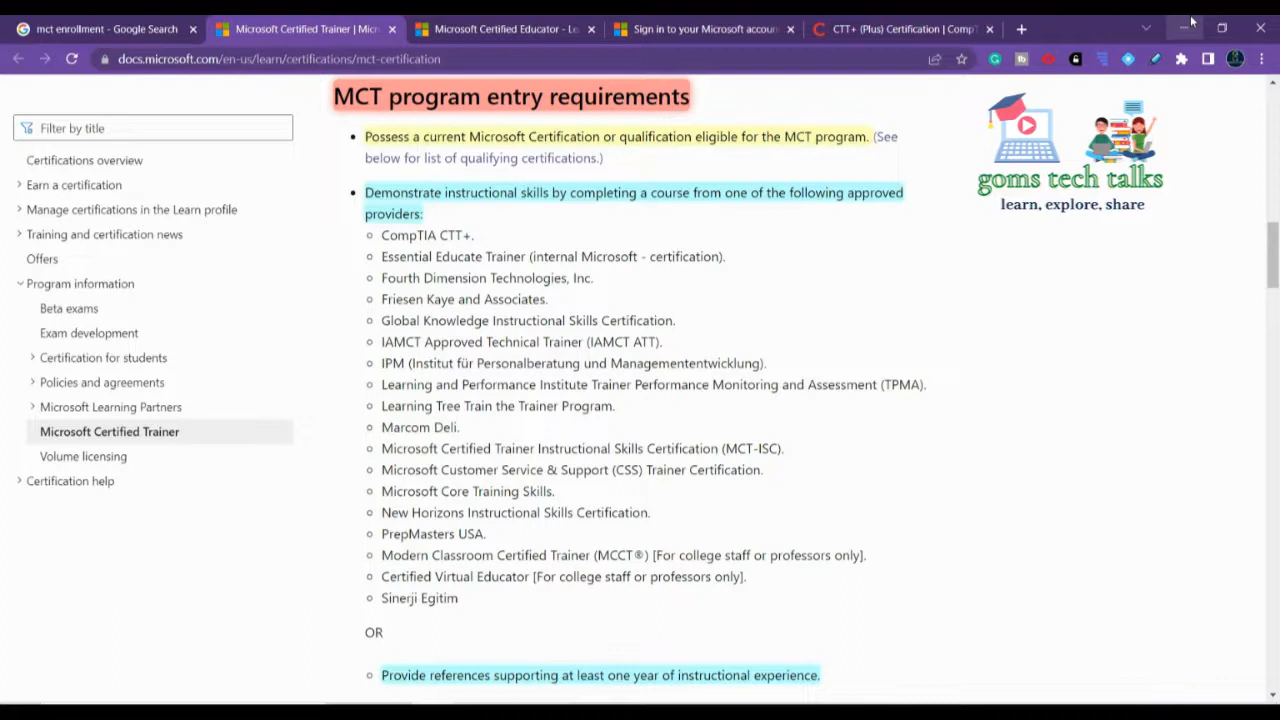 mct enrollment - Google Search
Microsoft Certified Trainer | Micr
Microsoft Certified Educator - Le
Sign in to your Microsoft accoun
CTT+ (Plus) Certification | CompT
docs.microsoft.com/en-us/learn/certifications/mct-certification
Filter by title
Certifications overview
Earn a certification
Manage certifications in the Learn profile
Training and certification news
Offers
Program information
Beta exams
Exam development
Certification for students
Policies and agreements
Microsoft Learning Partners
Microsoft Certified Trainer
Volume licensing
Certification help
MCT program entry requirements
Possess a current Microsoft Certification or qualification eligible for the MCT program. (See
below for list of qualifying certifications.)
Demonstrate instructional skills by completing a course from one of the following approved
providers:
CompTIA CTT+.
Essential Educate Trainer (internal Microsoft - certification).
Fourth Dimension Technologies, Inc.
Friesen Kaye and Associates.
Global Knowledge Instructional Skills Certification.
IAMCT Approved Technical Trainer (IAMCT ATT).
IPM (Institut für Personalberatung und Managemententwicklung).
Learning and Performance Institute Trainer Performance Monitoring and Assessment (TPMA).
Learning Tree Train the Trainer Program.
Marcom Deli.
Microsoft Certified Trainer Instructional Skills Certification (MCT-ISC).
Microsoft Customer Service & Support (CSS) Trainer Certification.
Microsoft Core Training Skills.
New Horizons Instructional Skills Certification.
PrepMasters USA.
Modern Classroom Certified Trainer (MCCT®) [For college staff or professors only].
Certified Virtual Educator [For college staff or professors only].
Sinerji Egitim
OR
Provide references supporting at least one year of instructional experience.
goms tech talks
learn, explore, share